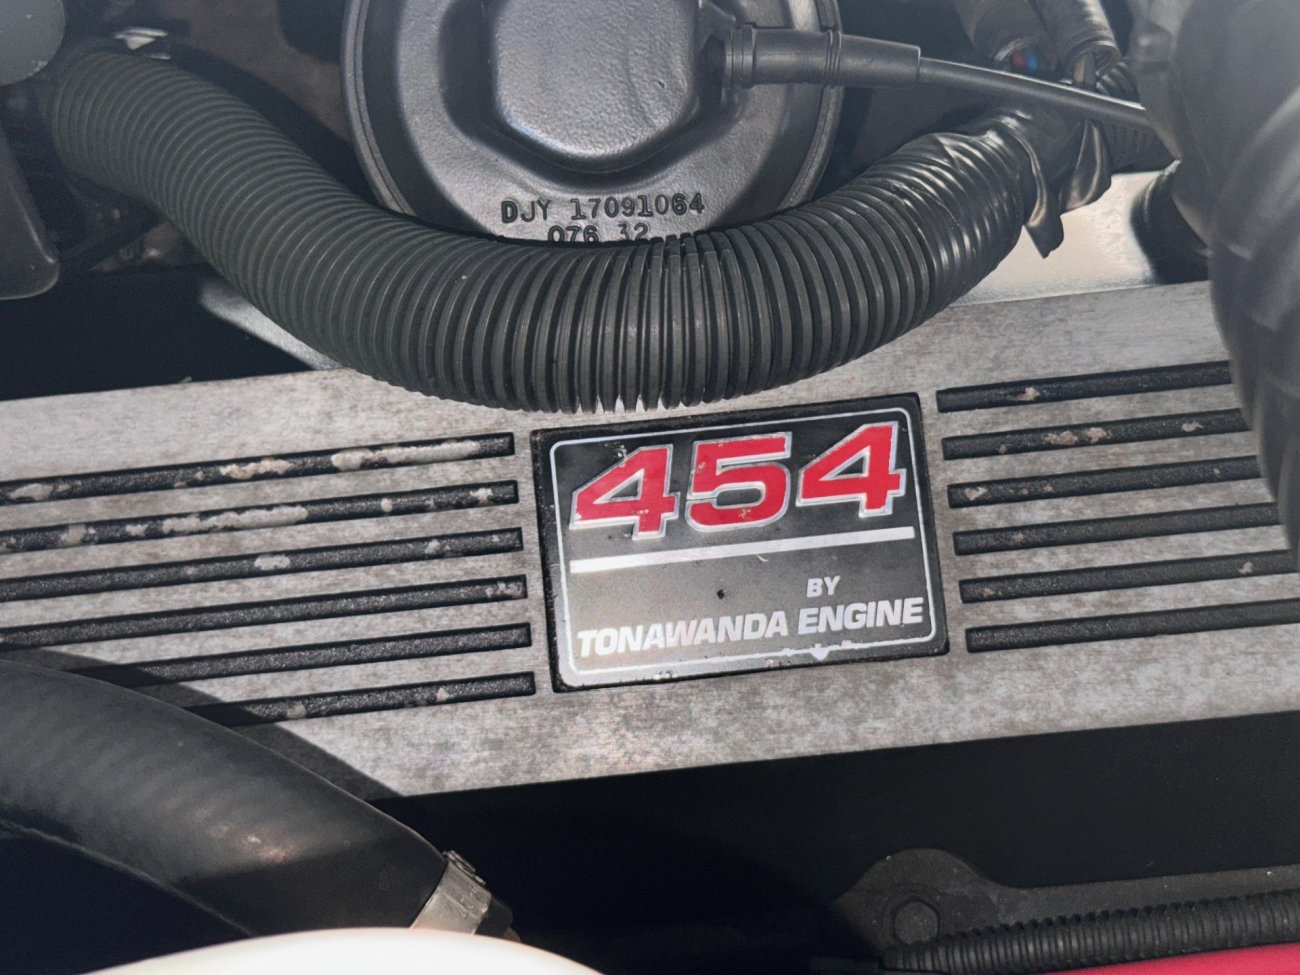 DJY 17091064
076 32
454
BY
TONAWANDA ENGINE